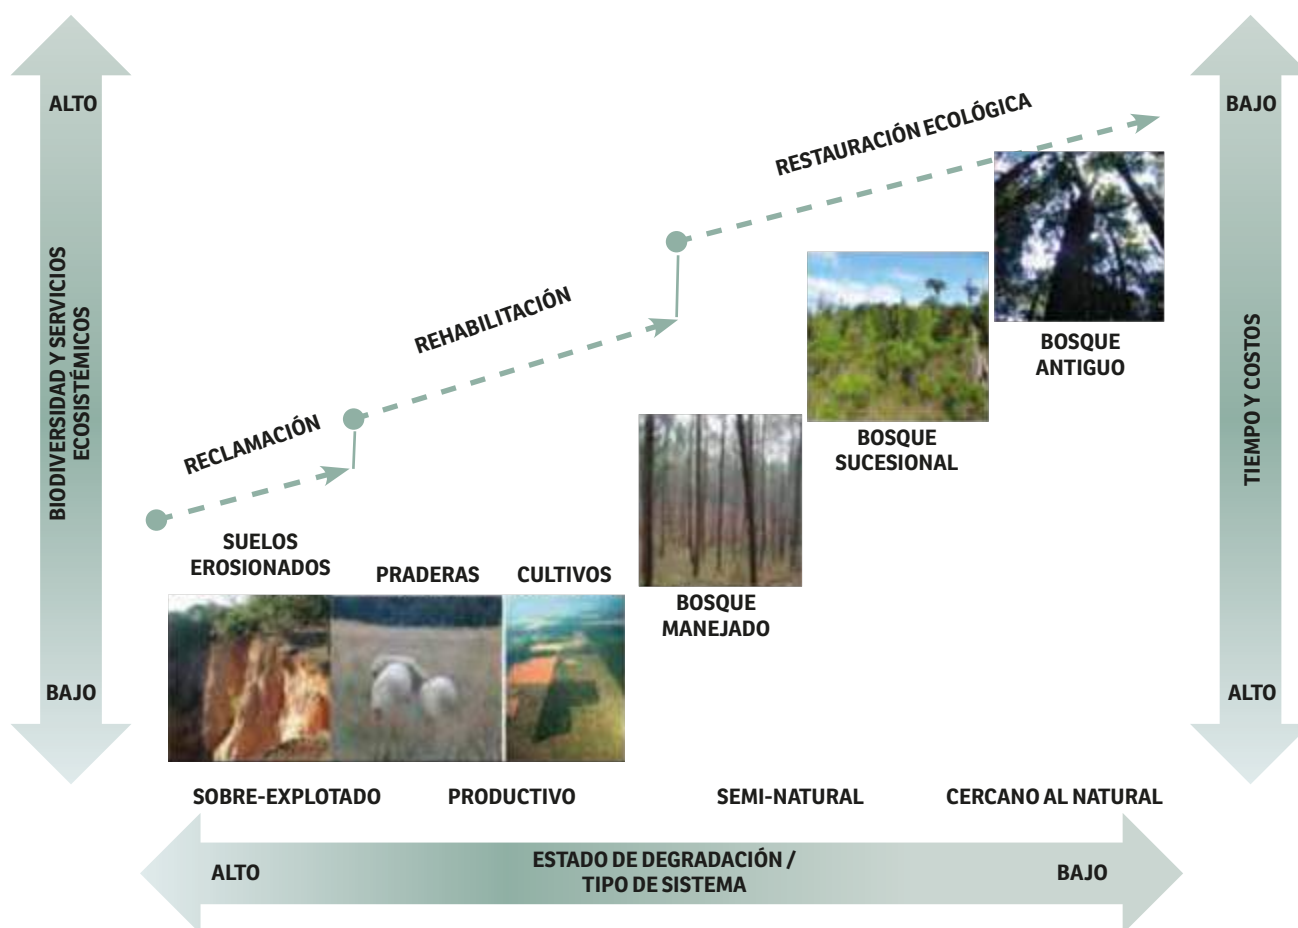 ALTO
BAJO
RESTAURACIÓN ECOLÓGICA
BIODIVERSIDAD Y SERVICIOS
ECOSISTÉMICOS
REHABILITACIÓN
TIEMPO Y COSTOS
BOSQUE
ANTIGUO
RECLAMACIÓN
BOSQUE
SUCESIONAL
SUELOS
EROSIONADOS
PRADERAS
CULTIVOS
BOSQUE
MANEJADO
BAJO
ALTO
SOBRE-EXPLOTADO
PRODUCTIVO
SEMI-NATURAL
CERCANO AL NATURAL
ALTO
ESTADO DE DEGRADACIÓN /
TIPO DE SISTEMA
BAJO